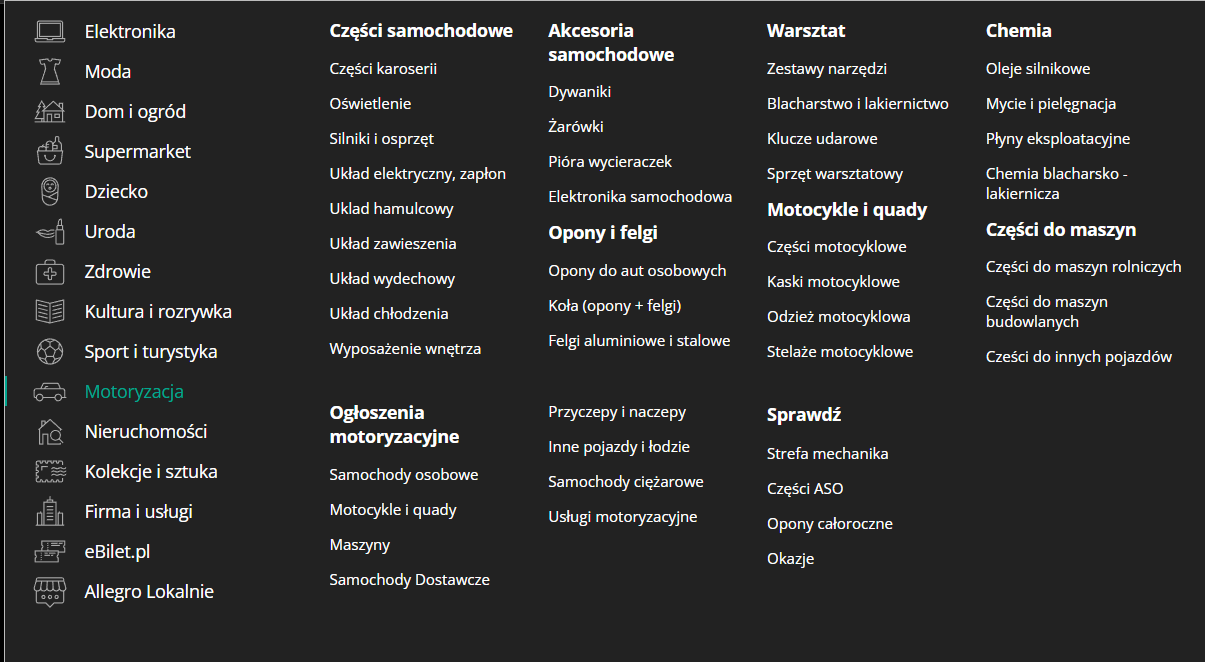 Elektronika
Moda
Dom i ogród
Supermarket
Dziecko
Uroda
Zdrowie
Kultura i rozrywka
Sport i turystyka
Motoryzacja
Nieruchomości
Kolekcje i sztuka
Firma i usługi
eBilet.pl
Allegro Lokalnie
Części samochodowe
Części karoserii
Oświetlenie
Silniki i osprzęt
Układ elektryczny, zapłon
Uklad hamulcowy
Układ zawieszenia
Układ wydechowy
Układ chłodzenia
Wyposażenie wnętrza
Akcesoria
samochodowe
Dywaniki
Żarówki
Pióra wycieraczek
Elektronika samochodowa
Opony i felgi
Opony do aut osobowych
Koła (opony + felgi)
Felgi aluminiowe i stalowe
Warsztat
Zestawy narzędzi
Blacharstwo i lakiernictwo
Klucze udarowe
Sprzęt warsztatowy
Motocykle i quady
Części motocyklowe
Kaski motocyklowe
Odzież motocyklowa
Stelaże motocyklowe
Chemia
Oleje silnikowe
Mycie i pielęgnacja
Płyny eksploatacyjne
Chemia blacharsko -
lakiernicza
Części do maszyn
Części do maszyn rolniczych
Części do maszyn
budowlanych
Cześci do innych pojazdów
Ogłoszenia
motoryzacyjne
Samochody osobowe
Motocykle i quady
Maszyny
Samochody Dostawcze
Przyczepy i naczepy
Inne pojazdy i łodzie
Samochody ciężarowe
Usługi motoryzacyjne
Sprawdź
Strefa mechanika
Części ASO
Opony całoroczne
Okazje